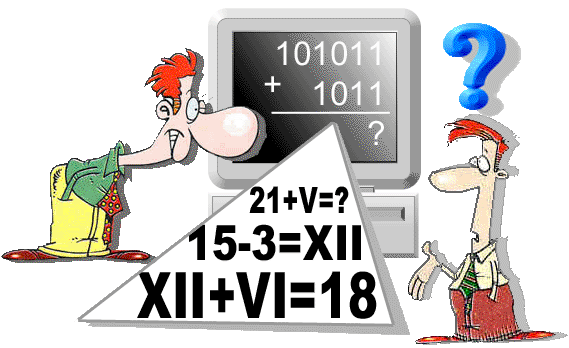 101011
+ 1011
?
?
21+V=?
15-3=XII
XII+VI=18